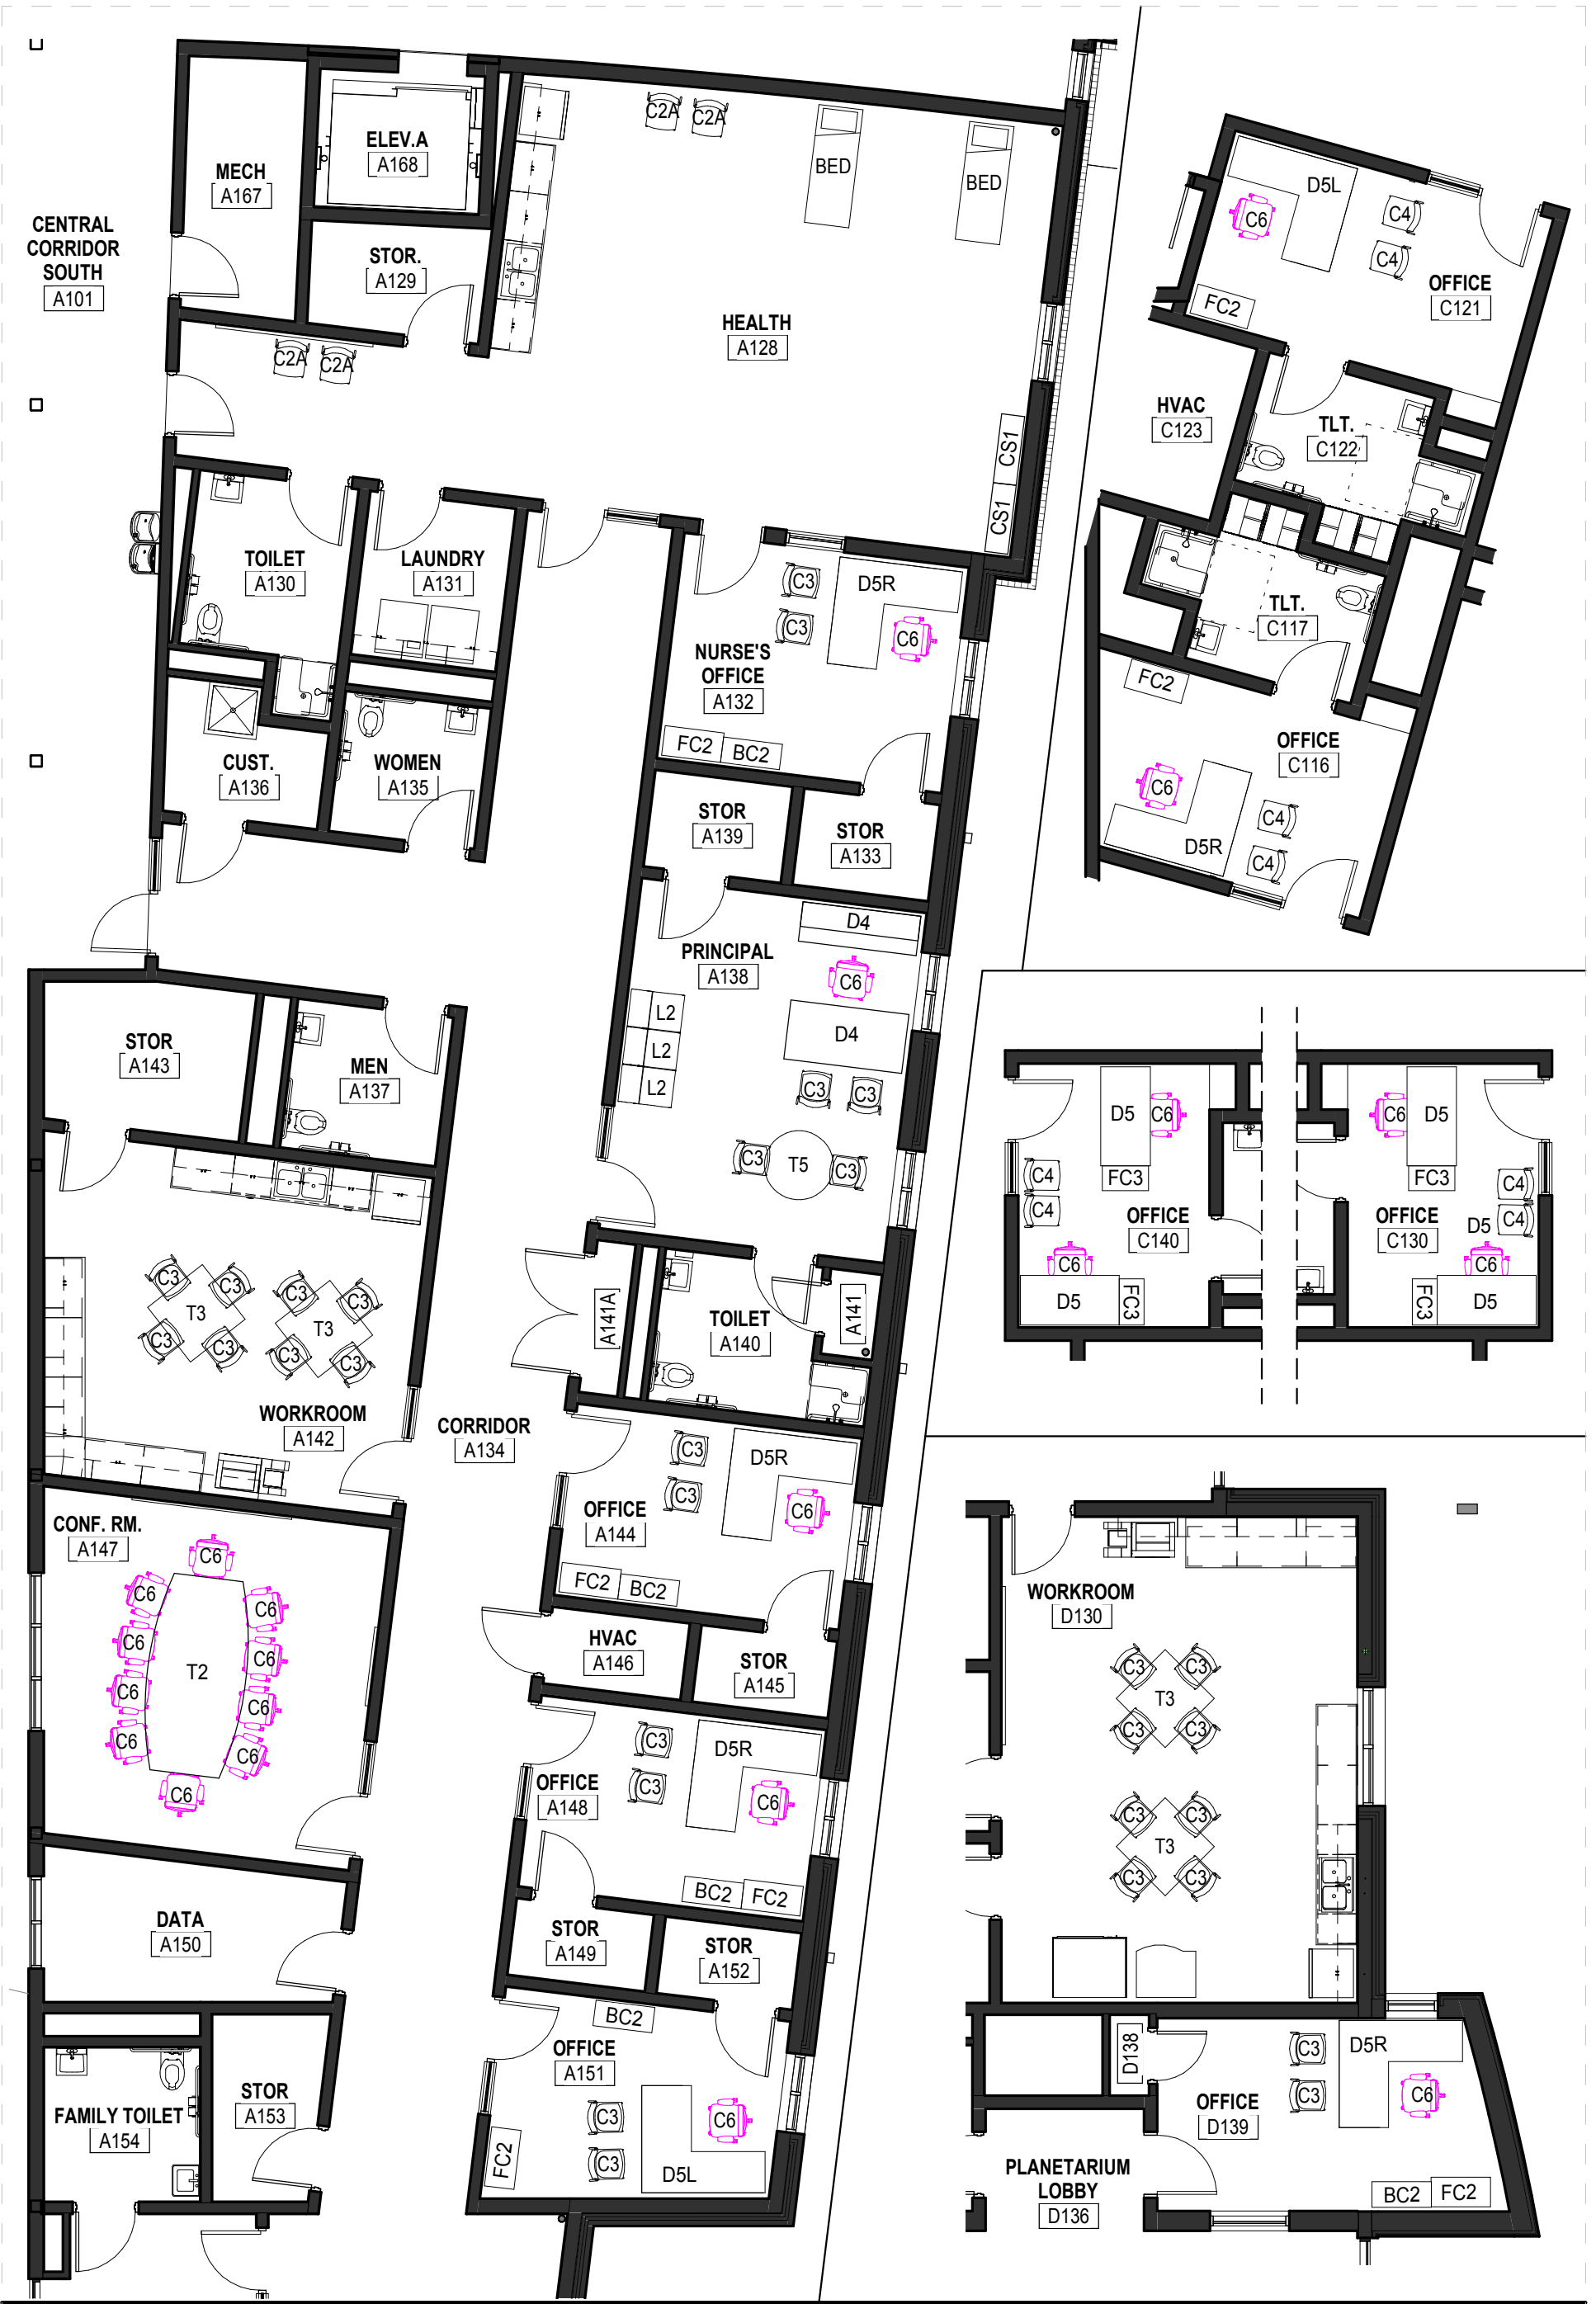 MECH
A167
ELEV.A
A168
CENTRAL
CORRIDOR
SOUTH
A101
STOR.
A129
C2A
C2A
BED
BED
HEALTH
A128
C2A
C2A
CS1
CS1
TOILET
A130
LAUNDRY
A131
C3
C3
D5R
C6
NURSE'S
OFFICE
A132
FC2
BC2
CUST.
A136
WOMEN
A135
STOR
A139
STOR
A133
D4
PRINCIPAL
A138
C6
D4
L2
L2
L2
C3
C3
C3
T5
C3
STOR
A143
MEN
A137
C3
C3
T3
C3
C3
C3
C3
T3
C3
C3
WORKROOM
A142
A141A
TOILET
A140
A141
CORRIDOR
A134
C3
C3
D5R
C6
OFFICE
A144
FC2
BC2
CONF. RM.
A147
C6
C6
C6
C6
C6
C6
C6
C6
C6
C6
T2
HVAC
A146
STOR
A145
C3
C3
D5R
C6
OFFICE
A148
BC2
FC2
DATA
A150
STOR
A149
STOR
A152
BC2
OFFICE
A151
C3
C3
C6
D5L
FC2
STOR
A153
FAMILY TOILET
A154
D5L
C6
C4
C4
OFFICE
C121
FC2
HVAC
C123
TLT.
C122
TLT.
C117
FC2
OFFICE
C116
C6
C4
C4
D5R
D5
C6
FC3
C4
C4
OFFICE
C140
C6
D5
FC3
C6
D5
FC3
C4
C4
D5
OFFICE
C130
C6
FC3
D5
WORKROOM
D130
C3
C3
T3
C3
C3
C3
C3
T3
C3
C3
D138
C3
C3
D5R
C6
OFFICE
D139
PLANETARIUM
LOBBY
D136
BC2
FC2